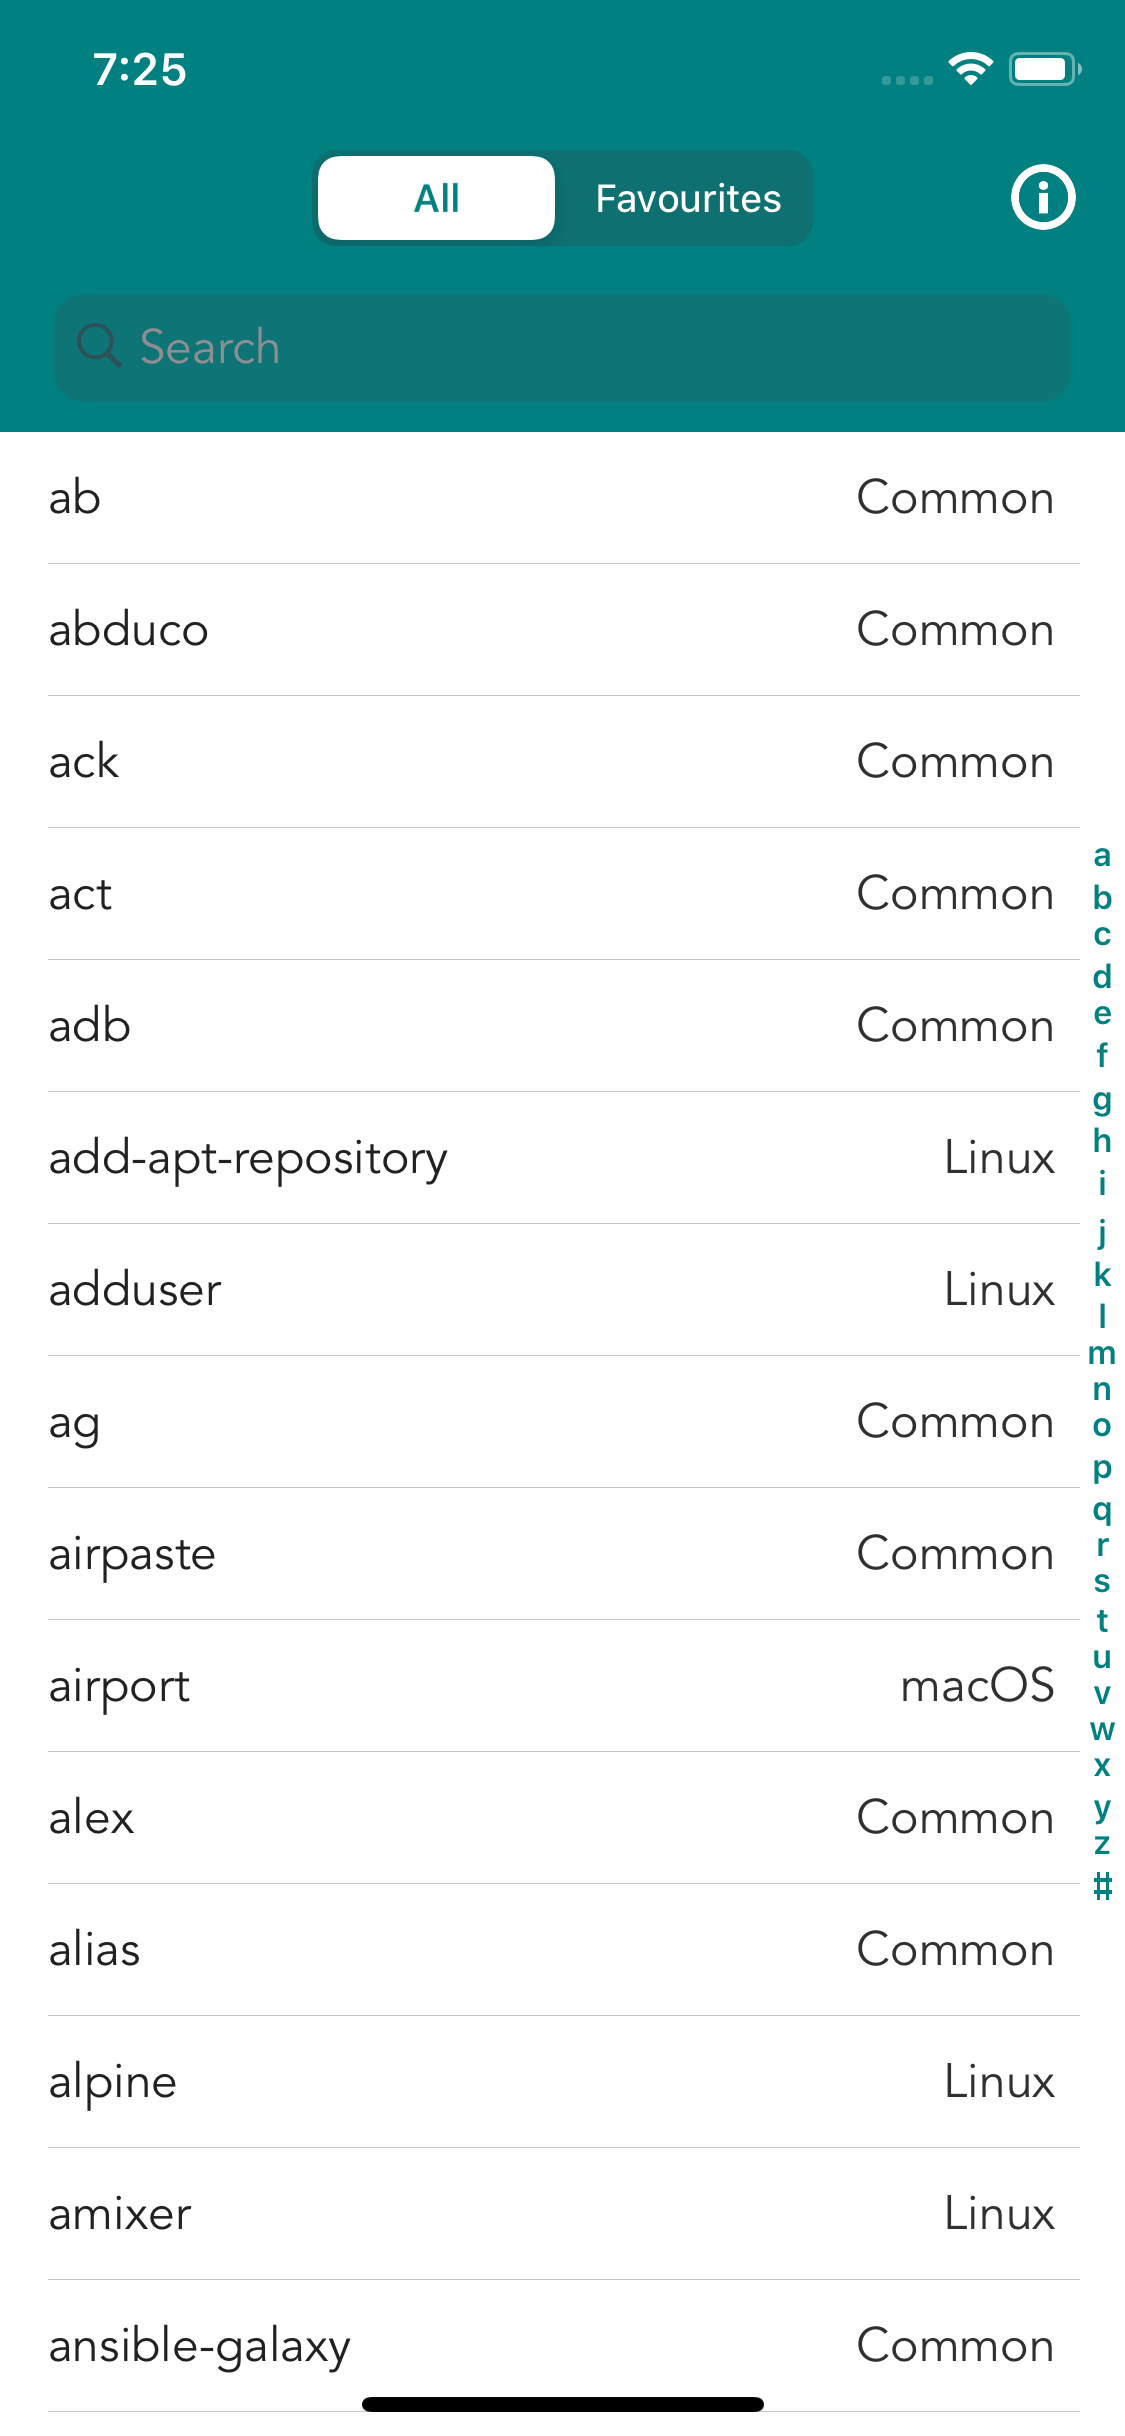 7:25
All Favourites
Search
ab Common
abduco Common
ack Common
act Common
adb Common
add-apt-repository Linux
adduser Linux
ag Common
airpaste Common
airport macOS
alex Common
alias Common
alpine Linux
amixer Linux
ansible-galaxy Common
a
b
c
d
e
f
g
h
i
j
k
l
m
n
o
p
q
r
s
t
u
v
w
x
y
z
#